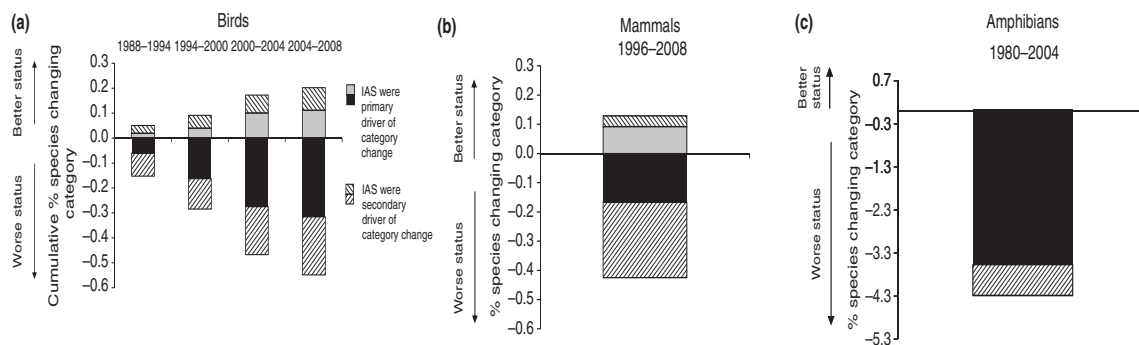 (a)
Birds
1988–1994 1994–2000 2000–2004 2004–2008
Better status
Worse status
Cumulative % species changing
category
0.3
0.2
0.1
0.0
–0.1
–0.2
–0.3
–0.4
–0.5
–0.6
IAS were
primary
driver of
category
change
IAS were
secondary
driver of
category change
(b)
Mammals
1996–2008
Better status
Worse status
% species changing category
0.3
0.2
0.1
0.0
–0.1
–0.2
–0.3
–0.4
–0.5
–0.6
(c)
Amphibians
1980–2004
Better
status
Worse status
% species changing category
0.7
–0.3
–1.3
–2.3
–3.3
–4.3
–5.3